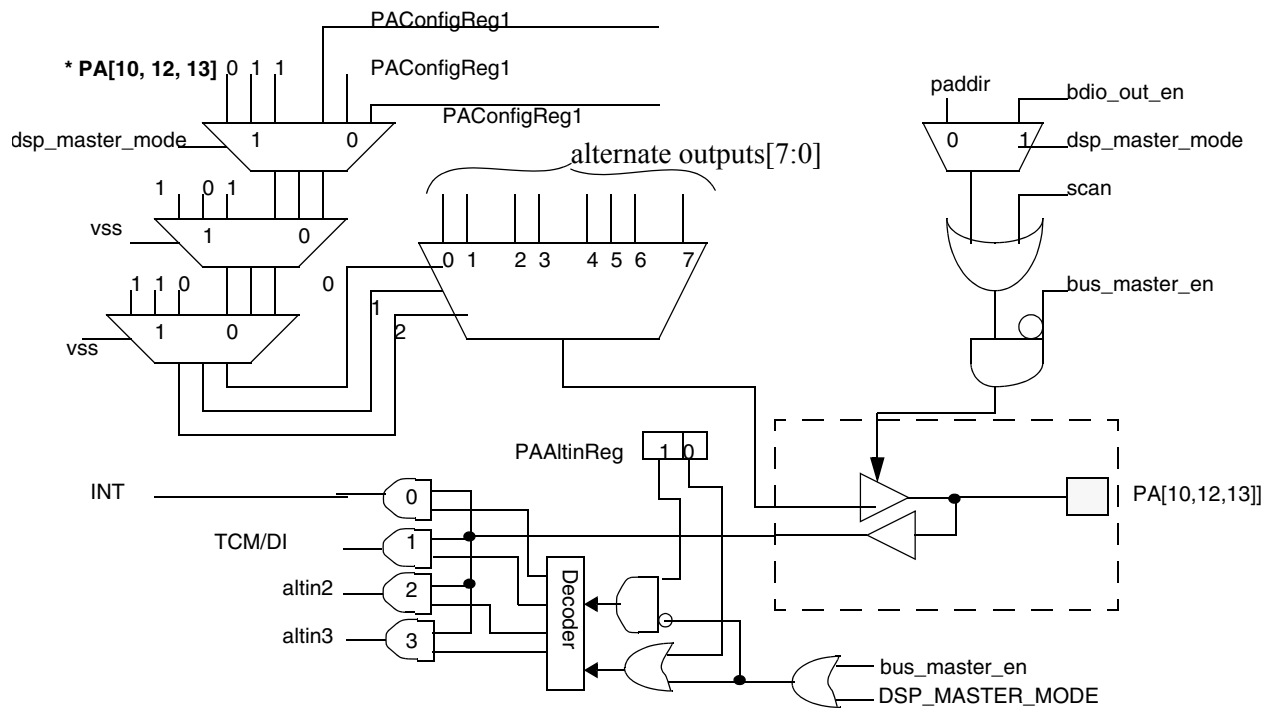 PAConfigReg1
* PA[10, 12, 13] 0 1 1 PAConfigReg1
PAConfigReg1
dsp_master_mode 1 0
alternate outputs[7:0]
1 0 1
vss 1 0
0 1 2 3 4 5 6 7
1 1 0 0
1
2
vss 1 0
paddir bdio_out_en
0 1 dsp_master_mode
scan
bus_master_en
PAAltinReg 1 0
INT 0
TCM/DI 1
altin2 2
altin3 3
Decoder
PA[10,12,13]]
bus_master_en
DSP_MASTER_MODE